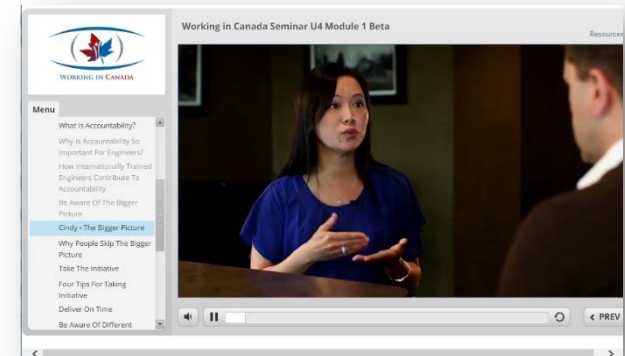 Working in Canada Seminar U4 Module 1 Beta
Resources
WORKING IN CANADA
Menu
What is Accountability?
Why Is Accountability So
Important For Engineers?
How Internationally Trained
Engineers Contribute To
Accountability
Be Aware Of The Bigger
Picture
Cindy - The Bigger Picture
Why People Skip The Bigger
Picture
Take The Initiative
Four Tips For Taking
Initiative
Deliver On Time
Be Aware Of Different
PREV